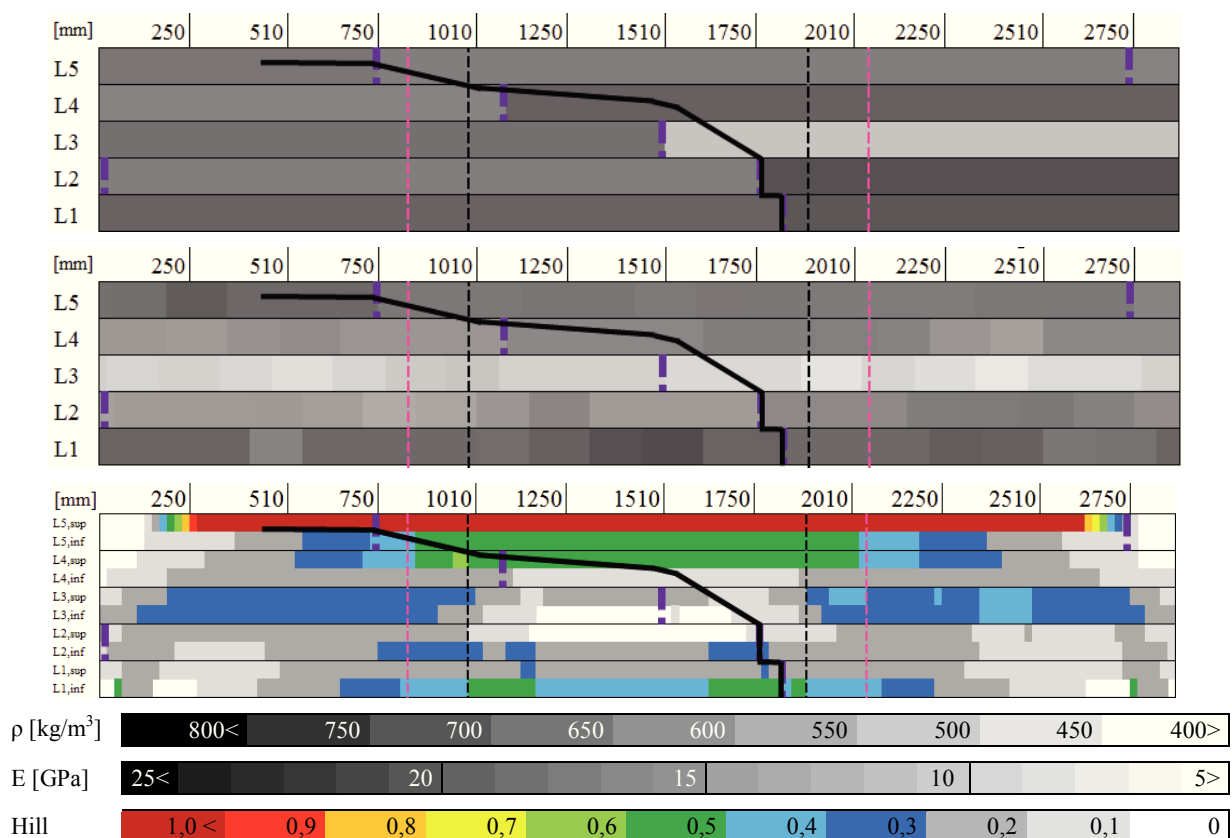 [mm] 250 510 750 1010 1250 1510 1750 2010 2250 2510 2750
L5
L4
L3
L2
L1
[mm] 250 510 750 1010 1250 1510 1750 2010 2250 2510 2750
L5
L4
L3
L2
L1
[mm] 250 510 750 1010 1250 1510 1750 2010 2250 2510 2750
L5,sup
L5,inf
L4,sup
L4,inf
L3,sup
L3,inf
L2,sup
L2,inf
L1,sup
L1,inf
ρ [kg/m³] 800< 750 700 650 600 550 500 450 400>
E [GPa] 25< 20 15 10 5>
Hill 1,0 < 0,9 0,8 0,7 0,6 0,5 0,4 0,3 0,2 0,1 0